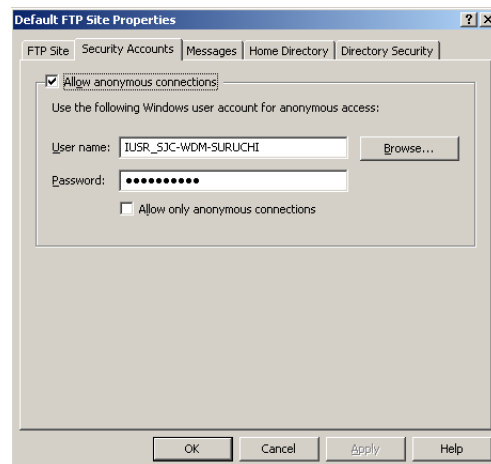 Default FTP Site Properties
FTP Site Security Accounts Messages Home Directory Directory Security
Allow anonymous connections
Use the following Windows user account for anonymous access:
User name: IUSR_SJC-WDM-SURUCHI Browse...
Password: ●●●●●●●●●●
Allow only anonymous connections
OK Cancel Apply Help